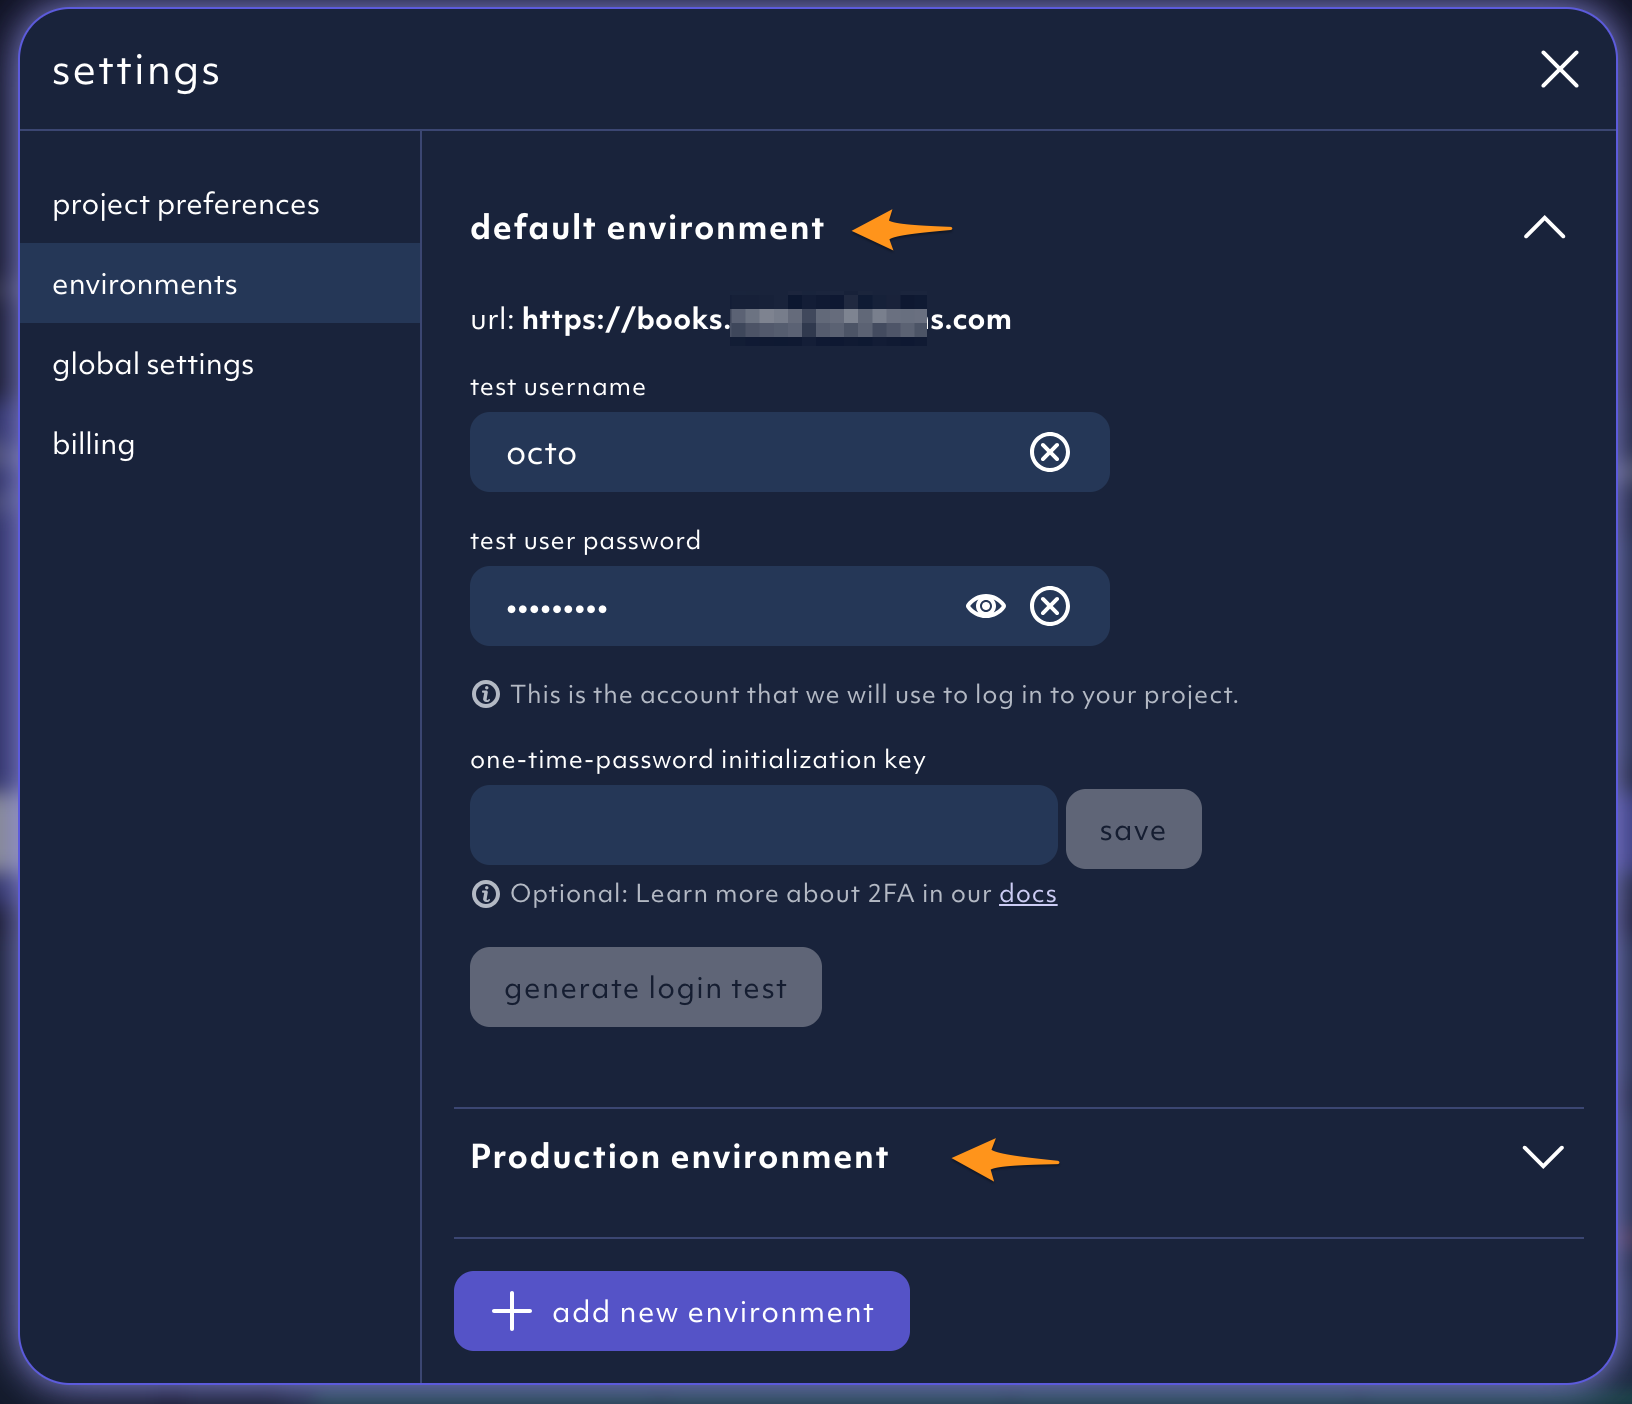 settings
project preferences
environments
global settings
billing
default environment
url: https://books. s.com
test username
octo
test user password
•••••••••
This is the account that we will use to log in to your project.
one-time-password initialization key
save
Optional: Learn more about 2FA in our docs
generate login test
Production environment
add new environment